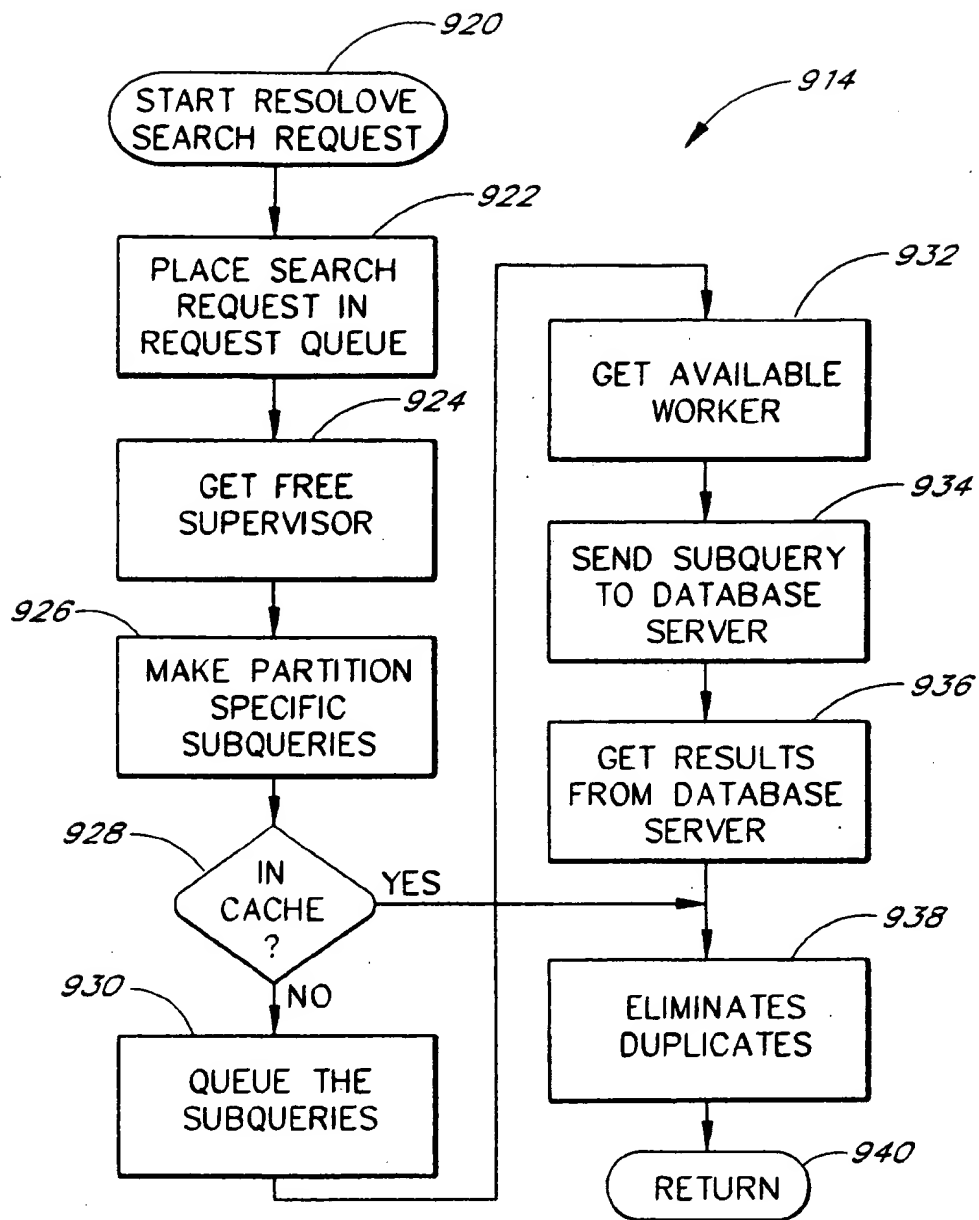 920
START RESOLOVE
SEARCH REQUEST
914
922
PLACE SEARCH
REQUEST IN
REQUEST QUEUE
924
GET FREE
SUPERVISOR
926
MAKE PARTITION
SPECIFIC
SUBQUERIES
928
IN
CACHE
?
YES
NO
930
QUEUE THE
SUBQUERIES
932
GET AVAILABLE
WORKER
934
SEND SUBQUERY
TO DATABASE
SERVER
936
GET RESULTS
FROM DATABASE
SERVER
938
ELIMINATES
DUPLICATES
940
RETURN